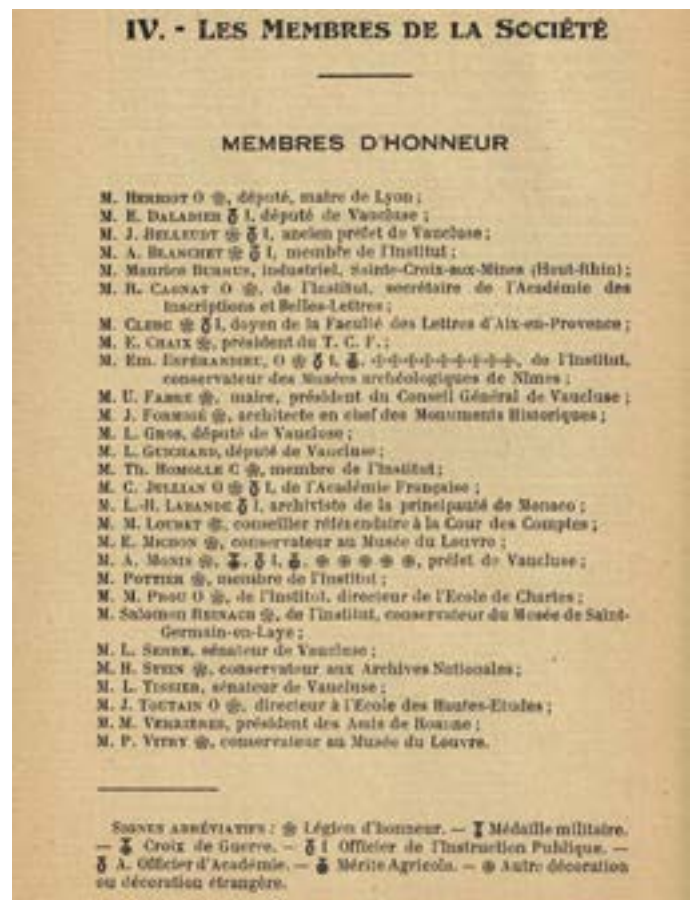 IV. - LES MEMBRES DE LA SOCIÉTÉ
MEMBRES D'HONNEUR
M. HERRIOT O ❀, député, maire de Lyon ;
M. E. DALADIER I, député de Vaucluse ;
M. J. BELLEUDY ❀ I, ancien préfet de Vaucluse ;
M. A. BLANCHET ❀ I, membre de l'Institut ;
M. Maurice BURRUS, industriel, Sainte-Croix-aux-Mines (Haut-Rhin) ;
M. R. CAGNAT O ❀, de l'Institut, secrétaire de l'Académie des
Inscriptions et Belles-Lettres ;
M. CLERC ❀ I, doyen de la Faculté des Lettres d'Aix-en-Provence ;
M. E. CHAIX ❀, président du T. C. F. ;
M. Em. ESPÉRANDIEU, O ❀ I, de l'Institut,
conservateur des Musées archéologiques de Nîmes ;
M. U. FABRE ❀, maire, président du Conseil Général de Vaucluse ;
M. J. FORMIGÉ ❀, architecte en chef des Monuments Historiques ;
M. L. GROS, député de Vaucluse ;
M. L. GUICHARD, député de Vaucluse ;
M. Th. HOMOLLE C ❀, membre de l'Institut ;
M. C. JULLIAN O ❀ I, de l'Académie Française ;
M. L.-H. LABANDE I, archiviste de la principauté de Monaco ;
M. M. LOUBET ❀, conseiller référendaire à la Cour des Comptes ;
M. E. MICHON ❀, conservateur au Musée du Louvre ;
M. A. MONIS ❀, I, préfet de Vaucluse ;
M. POTTIER ❀, membre de l'Institut ;
M. M. PROU O ❀, de l'Institut, directeur de l'Ecole de Chartes ;
M. Salomon REINACH ❀, de l'Institut, conservateur du Musée de Saint-
Germain-en-Laye ;
M. L. SERRE, sénateur de Vaucluse ;
M. H. STEIN ❀, conservateur aux Archives Nationales ;
M. L. TISSIER, sénateur de Vaucluse ;
M. J. TOUTAIN O ❀, directeur à l'Ecole des Hautes-Etudes ;
M. M. VERRIÈRES, président des Amis de Roanne ;
M. P. VITRY ❀, conservateur au Musée du Louvre.
SIGNES ABRÉVIATIFS : ❀ Légion d'honneur. — Médaille militaire.
— Croix de Guerre. — I Officier de l'Instruction Publique. —
A. Officier d'Académie. — Mérite Agricole. — Autre décoration
ou décoration étrangère.